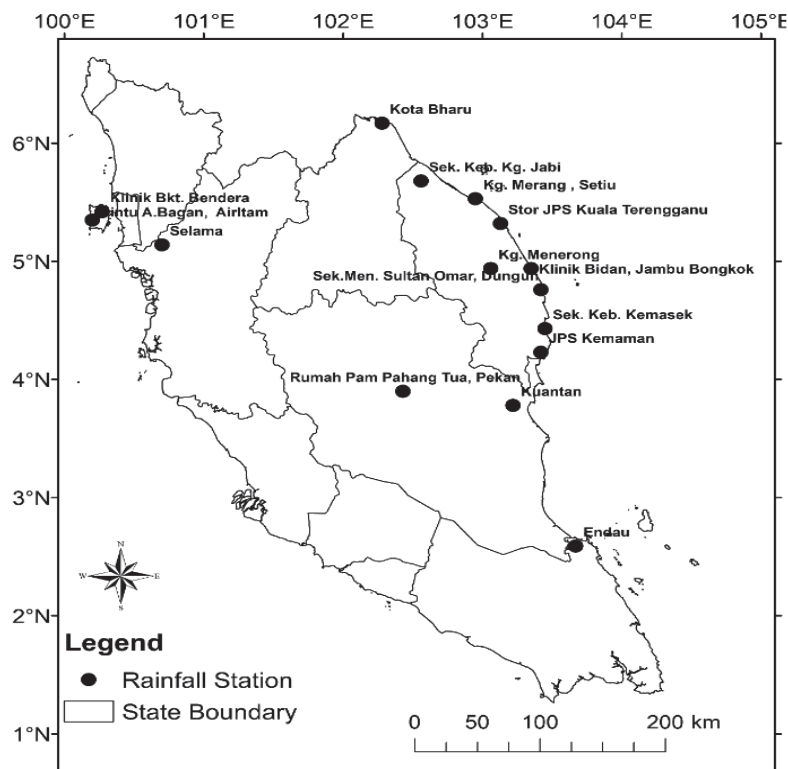 100°E 101°E 102°E 103°E 104°E 105°E
6°N
5°N
4°N
3°N
2°N
1°N
Kota Bharu
Sek. Keb. Kg. Jabi
Kg. Merang , Setiu
Klinik Bkt. Bendera
A.Bagan, AirItam
Stor JPS Kuala Terengganu
Selama
Kg. Menerong
Klinik Bidan, Jambu Bongkok
Sek.Men. Sultan Omar, Dungun
Sek. Keb. Kemasek
JPS Kemaman
Rumah Pam Pahang Tua, Pekan
Kuantan
Endau
N
W E
S
Legend
Rainfall Station
State Boundary
0 50 100 200 km